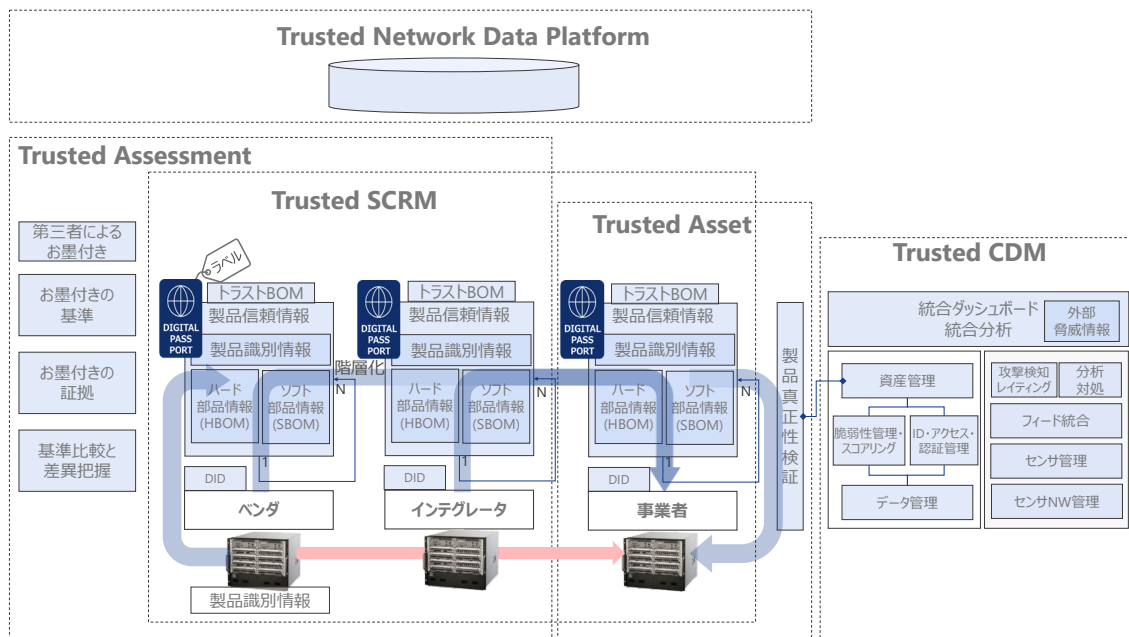 Trusted Network Data Platform
Trusted Assessment
Trusted SCRM
Trusted Asset
Trusted CDM
第三者による
お墨付き
お墨付きの
基準
お墨付きの
証拠
基準比較と
差異把握
ラベル
DIGITAL
PASS
PORT
トラストBOM
製品信頼情報
製品識別情報
階層化
ハード
部品情報
(HBOM)
ソフト
部品情報
(SBOM)
N
1
DID
ベンダ
製品識別情報
DIGITAL
PASS
PORT
トラストBOM
製品信頼情報
製品識別情報
ハード
部品情報
(HBOM)
ソフト
部品情報
(SBOM)
N
1
DID
インテグレータ
DIGITAL
PASS
PORT
トラストBOM
製品信頼情報
製品識別情報
ハード
部品情報
(HBOM)
ソフト
部品情報
(SBOM)
N
1
DID
事業者
製品真正性検証
統合ダッシュボード
統合分析
外部
脅威情報
資産管理
脆弱性管理・
スコアリング
ID・アクセス・
認証管理
データ管理
攻撃検知
レイティング
分析
対処
フィード統合
センサ管理
センサNW管理